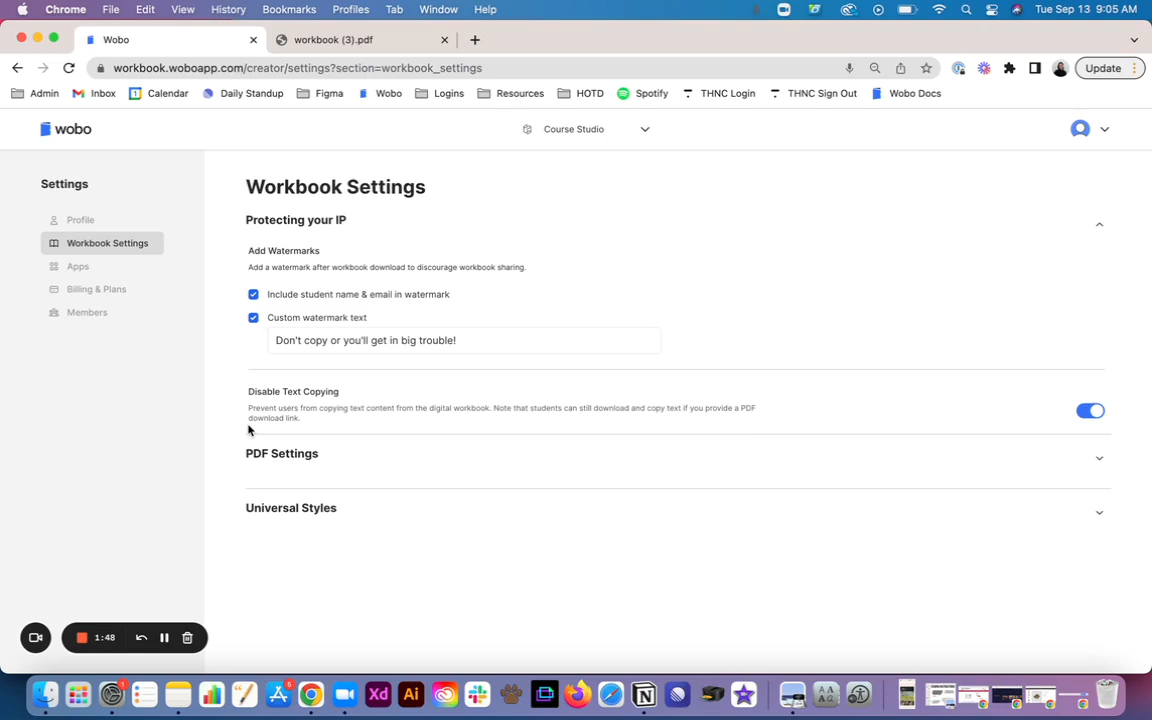 Chrome File Edit View History Bookmarks Profiles Tab Window Help Tue Sep 13 9:05 AM
Wobo workbook (3).pdf
workbook.woboapp.com/creator/settings?section=workbook_settings Update
Admin Inbox Calendar Daily Standup Figma Wobo Logins Resources HOTD Spotify THNC Login THNC Sign Out Wobo Docs
wobo Course Studio
Settings
Profile
Workbook Settings
Apps
Billing & Plans
Members
Workbook Settings
Protecting your IP
Add Watermarks
Add a watermark after workbook download to discourage workbook sharing.
Include student name & email in watermark
Custom watermark text
Don't copy or you'll get in big trouble!
Disable Text Copying
Prevent users from copying text content from the digital workbook. Note that students can still download and copy text if you provide a PDF
download link.
PDF Settings
Universal Styles
1:48
1 5 Xd Ai